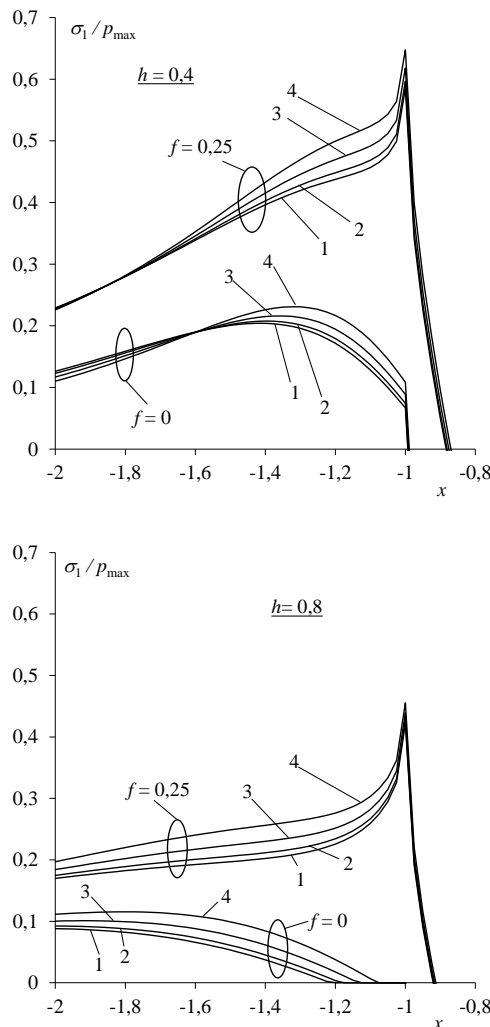 σ₁ / pmax
0,7
h = 0,4
0,6
4
3
f = 0,25
0,5
0,4
2
1
0,3
4
3
0,2
1
2
0,1
f = 0
0
-2 -1,8 -1,6 -1,4 -1,2 -1 -0,8
x
σ₁ / pmax
0,7
h= 0,8
0,6
0,5
0,4
4
f = 0,25
3
0,3
2
0,2
1
3
4
f = 0
0,1
1
2
0
-2 -1,8 -1,6 -1,4 -1,2 -1 -0,8
x